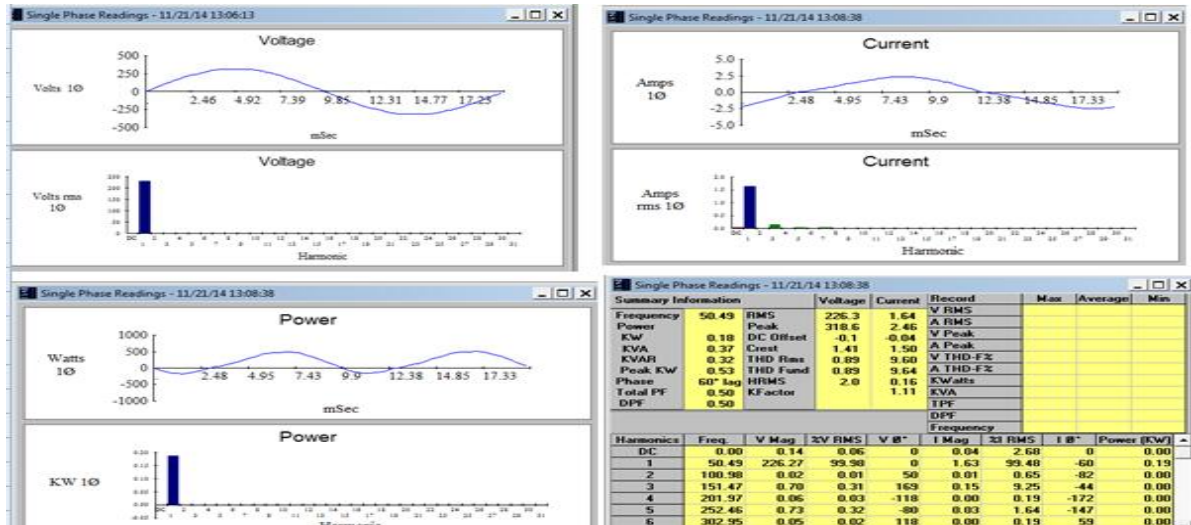 Single Phase Readings - 11/21/14 13:06:13
Voltage
500
250
0
-250
-500
Volts 1Ø
2.46 4.92 7.39 9.85 12.31 14.77 17.23
mSec
Voltage
Volts rms
1Ø
Harmonic
Single Phase Readings - 11/21/14 13:08:38
Current
5.0
2.5
0
-2.5
-5.0
Amps
1Ø
2.48 4.95 7.43 9.9 12.38 14.85 17.33
mSec
Current
Amps
rms 1Ø
Harmonic
Single Phase Readings - 11/21/14 13:08:38
Power
1000
500
0
-500
-1000
Watts
1Ø
2.48 4.95 7.43 9.9 12.38 14.85 17.33
mSec
Power
KW 1Ø
Harmonic
Single Phase Readings - 11/21/14 13:08:38
Summary Information Voltage Current Record Max Average Min
Frequency 50.49 RMS 226.3 1.64 V RMS
Power Peak 318.6 2.46 A RMS
KW 0.18 DC Offset -0.1 -0.04 V Peak
KVA 0.37 Crest 1.41 1.50 A Peak
KVAR 0.32 THD Rms 0.89 9.60 V THD-F%
Peak KW 0.53 THD Fund 0.89 9.64 A THD-F%
Phase 60° lag HRMS 2.0 0.16 KWatts
Total PF 0.50 KFactor 1.11 KVA
DPF 0.50 TPF
DPF
Frequency
Harmonics Freq. V Mag %V RMS V Ø° I Mag %I RMS I Ø° Power (KW)
DC 0.00 0.14 0.06 0 0.04 2.68 0 0.00
1 50.49 226.27 99.98 0 1.63 99.48 -60 0.19
2 100.98 0.02 0.01 50 0.01 0.65 -82 0.00
3 151.47 0.70 0.31 169 0.15 9.25 -44 0.00
4 201.97 0.06 0.03 -118 0.00 0.19 -172 0.00
5 252.46 0.73 0.32 -80 0.03 1.64 -147 0.00
6 302.95 0.05 0.02 118 0.00 0.19 59 0.00